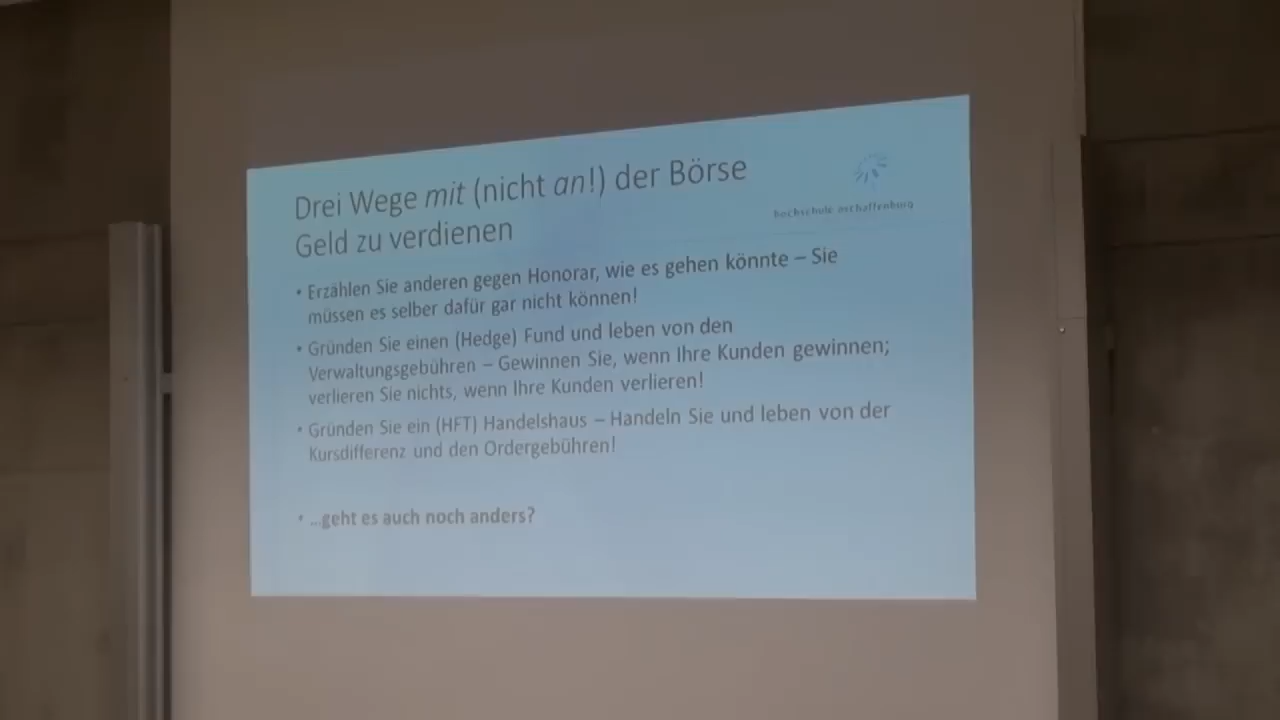 Drei Wege mit (nicht an!) der Börse
Geld zu verdienen
hochschule aschaffenburg
• Erzählen Sie anderen gegen Honorar, wie es gehen könnte – Sie
müssen es selber dafür gar nicht können!
• Gründen Sie einen (Hedge) Fund und leben von den
Verwaltungsgebühren – Gewinnen Sie, wenn Ihre Kunden gewinnen;
verlieren Sie nichts, wenn Ihre Kunden verlieren!
• Gründen Sie ein (HFT) Handelshaus – Handeln Sie und leben von der
Kursdifferenz und den Ordergebühren!
• ...geht es auch noch anders?